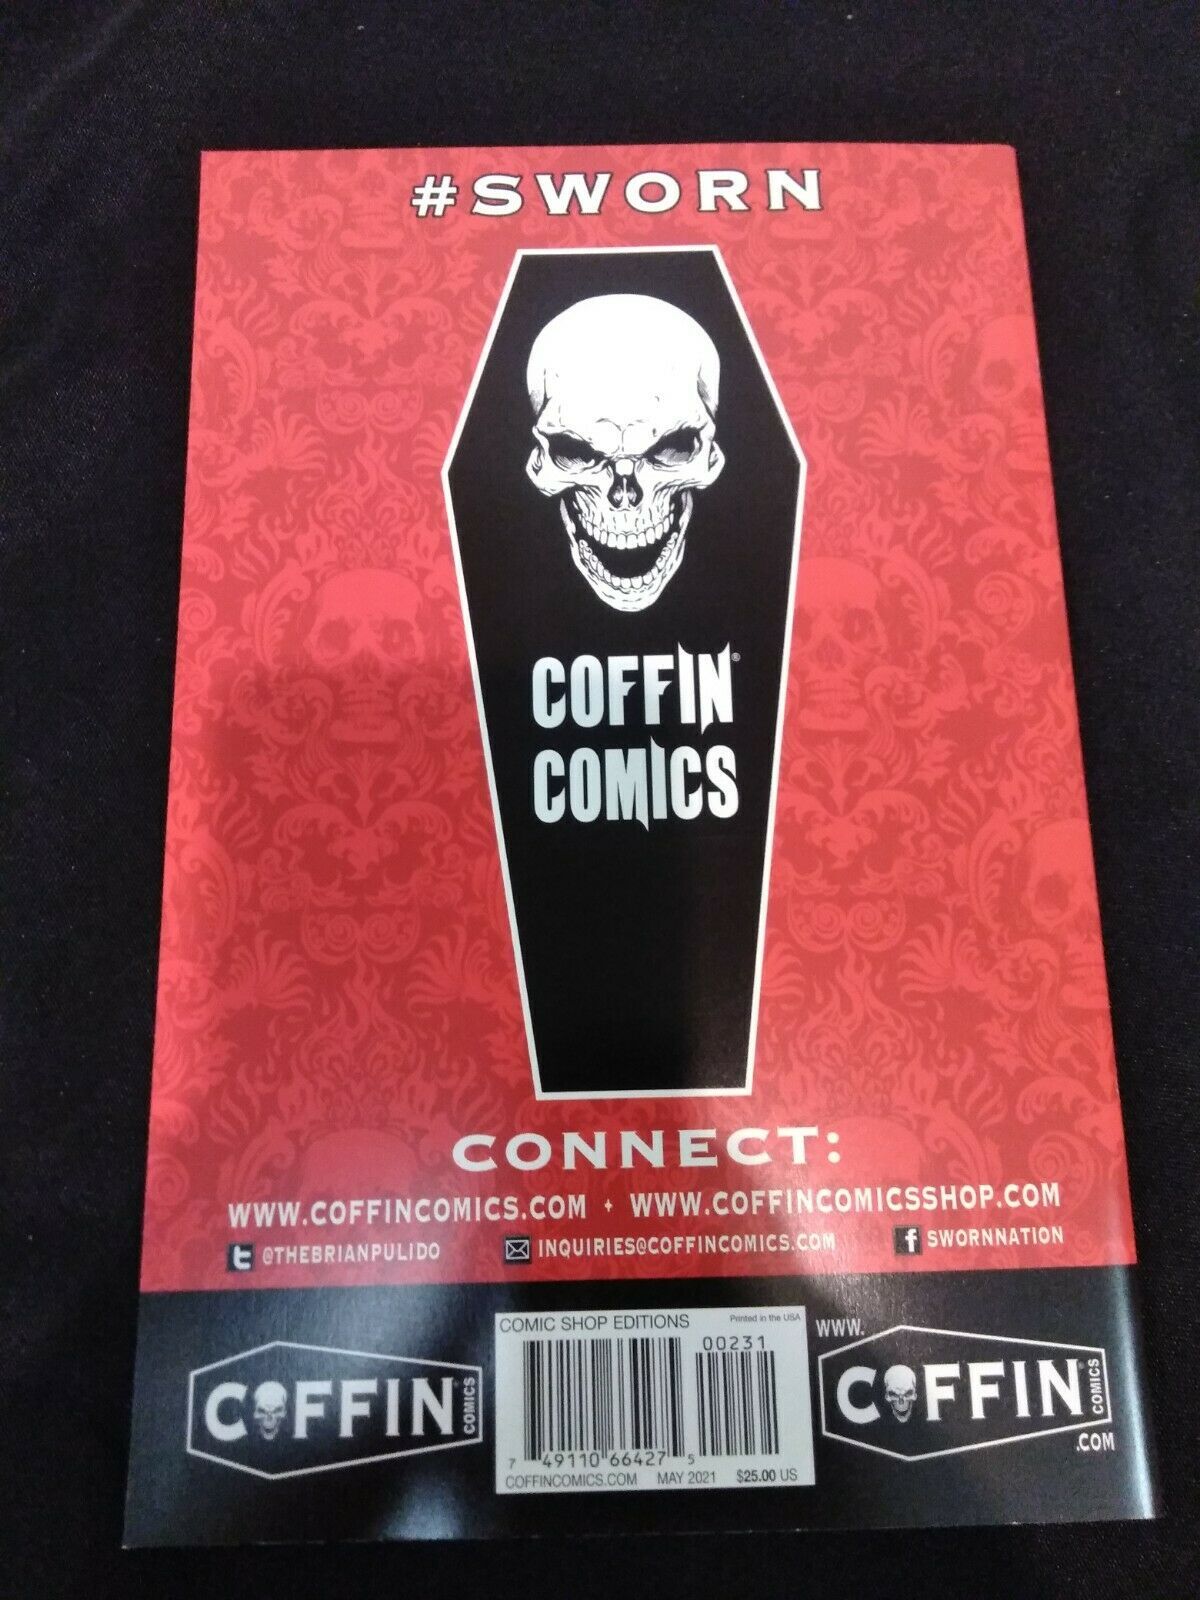 #SWORN
COFFIN®
COMICS
CONNECT:
WWW.COFFINCOMICS.COM • WWW.COFFINCOMICSSHOP.COM
t @THEBRIANPULIDO INQUIRIES@COFFINCOMICS.COM f SWORNNATION
COFFIN® COMICS
COMIC SHOP EDITIONS Printed in the USA
00231
7 49110 66427 5
COFFINCOMICS.COM MAY 2021 $25.00 US
WWW.
COFFIN® COMICS
.COM